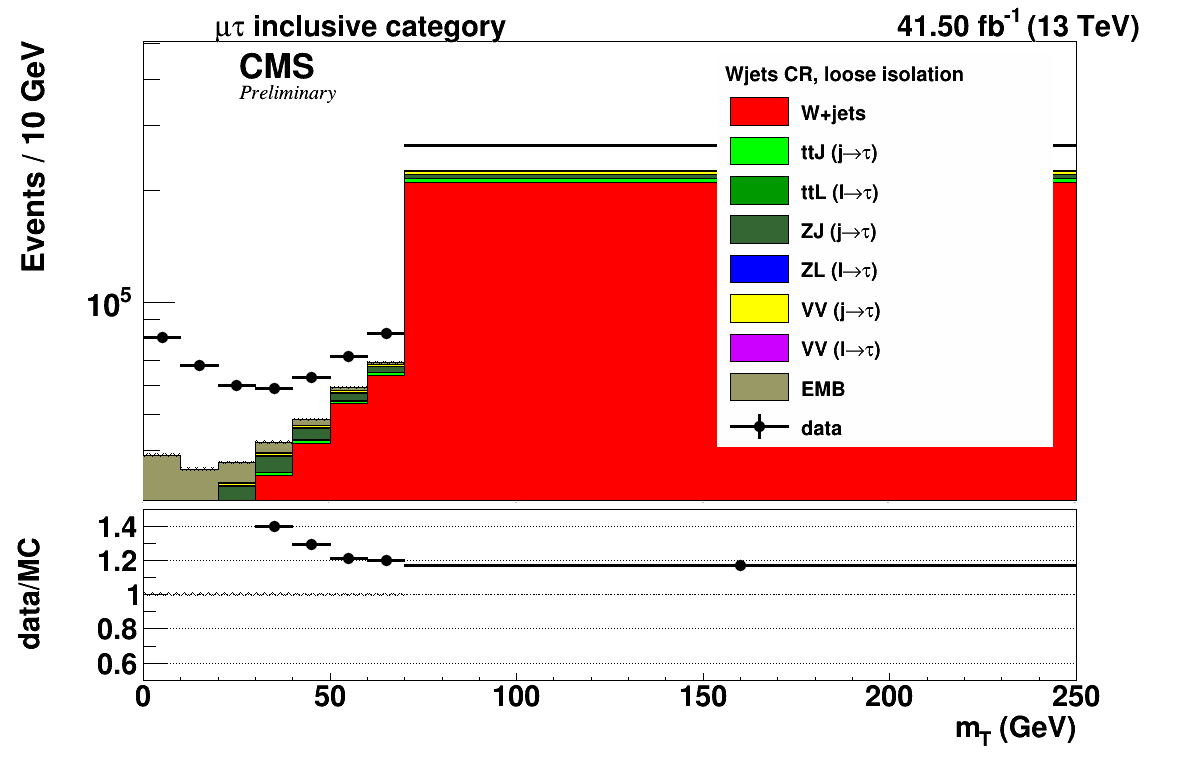 μτ inclusive category
41.50 fb⁻¹ (13 TeV)
CMS
Preliminary
Events / 10 GeV
10⁵
Wjets CR, loose isolation
W+jets
ttJ (j→τ)
ttL (l→τ)
ZJ (j→τ)
ZL (l→τ)
VV (j→τ)
VV (l→τ)
EMB
data
data/MC
1.4
1.2
1
0.8
0.6
0 50 100 150 200 250
m_T (GeV)